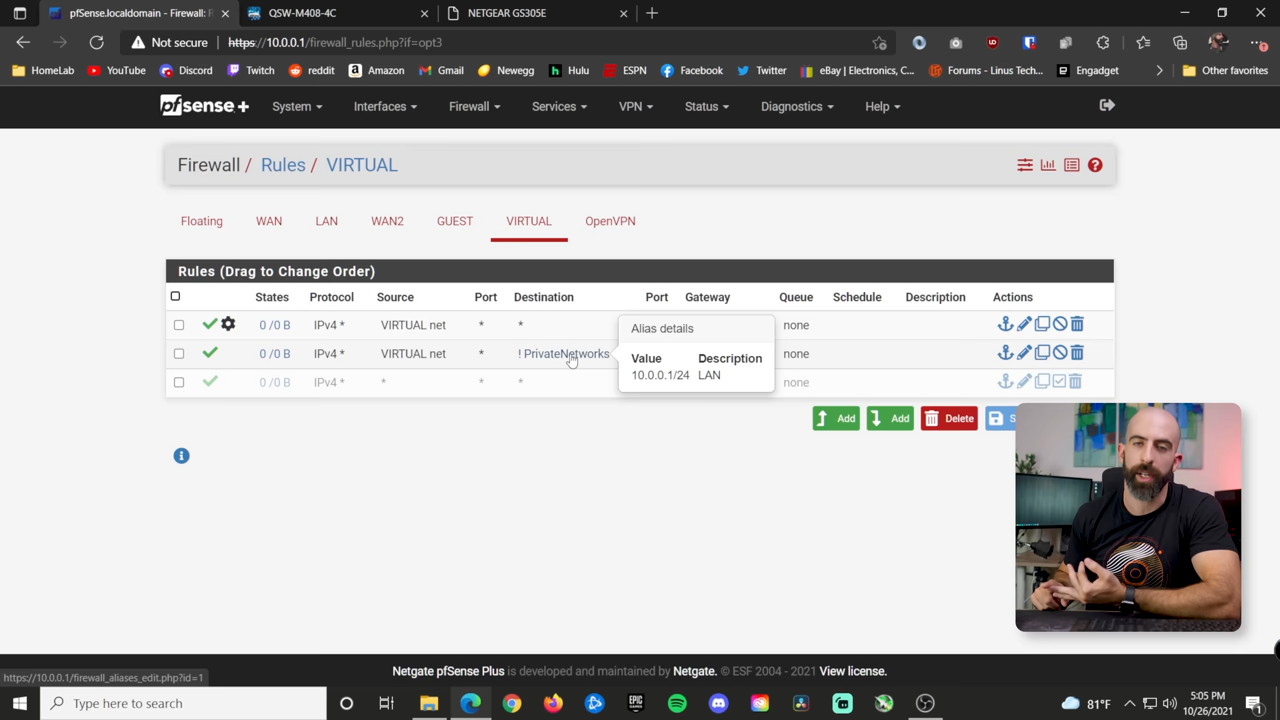 pfSense.localdomain - Firewall: R
QSW-M408-4C
NETGEAR GS305E
Not secure
https://10.0.0.1/firewall_rules.php?if=opt3
HomeLab
YouTube
Discord
Twitch
reddit
Amazon
Gmail
Newegg
Hulu
ESPN
Facebook
Twitter
eBay | Electronics, C...
Forums - Linus Tech...
Engadget
Other favorites
pfsense+
System
Interfaces
Firewall
Services
VPN
Status
Diagnostics
Help
Firewall / Rules / VIRTUAL
Floating
WAN
LAN
WAN2
GUEST
VIRTUAL
OpenVPN
Rules (Drag to Change Order)
States Protocol Source Port Destination Port Gateway Queue Schedule Description Actions
0 /0 B IPv4 * VIRTUAL net * * none
0 /0 B IPv4 * VIRTUAL net * ! PrivateNetworks none
0 /0 B IPv4 * * * * none
Alias details
Value Description
10.0.0.1/24 LAN
Add
Add
Delete
S
https://10.0.0.1/firewall_aliases_edit.php?id=1
Netgate pfSense Plus is developed and maintained by Netgate. © ESF 2004 - 2021 View license.
Type here to search
EPIC GAMES
81°F
5:05 PM
10/26/2021
1